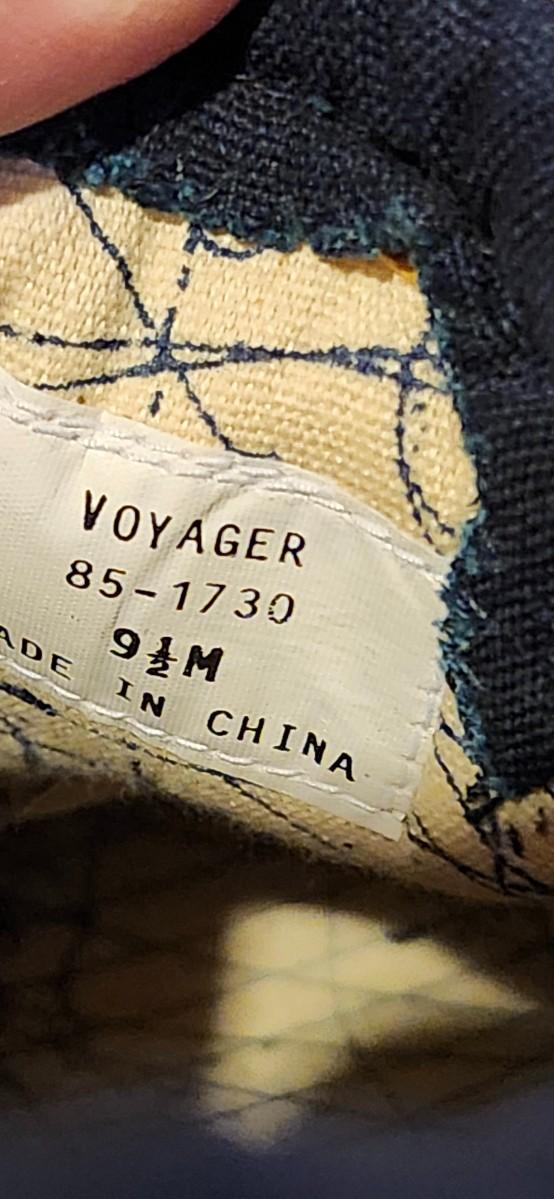 VOYAGER
85-1730
9½M
ADE IN CHINA